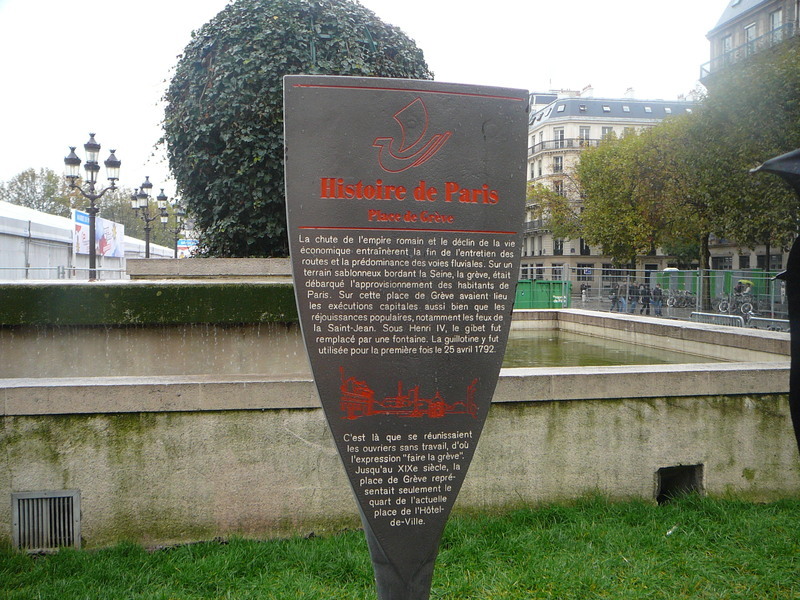 Histoire de Paris
Place de Grève
La chute de l'empire romain et le déclin de la vie
économique entraînèrent la fin de l'entretien des
routes et la prédominance des voies fluviales. Sur un
terrain sablonneux bordant la Seine, la grève, était
débarqué l'approvisionnement des habitants de
Paris. Sur cette place de Grève avaient lieu
les exécutions capitales aussi bien que les
réjouissances populaires, notamment les feux de
la Saint-Jean. Sous Henri IV, le gibet fut
remplacé par une fontaine. La guillotine y fut
utilisée pour la première fois le 25 avril 1792.
C'est là que se réunissaient
les ouvriers sans travail, d'où
l'expression "faire la grève".
Jusqu'au XIXe siècle, la
place de Grève repré-
sentait seulement le
quart de l'actuelle
place de l'Hôtel-
de-Ville.